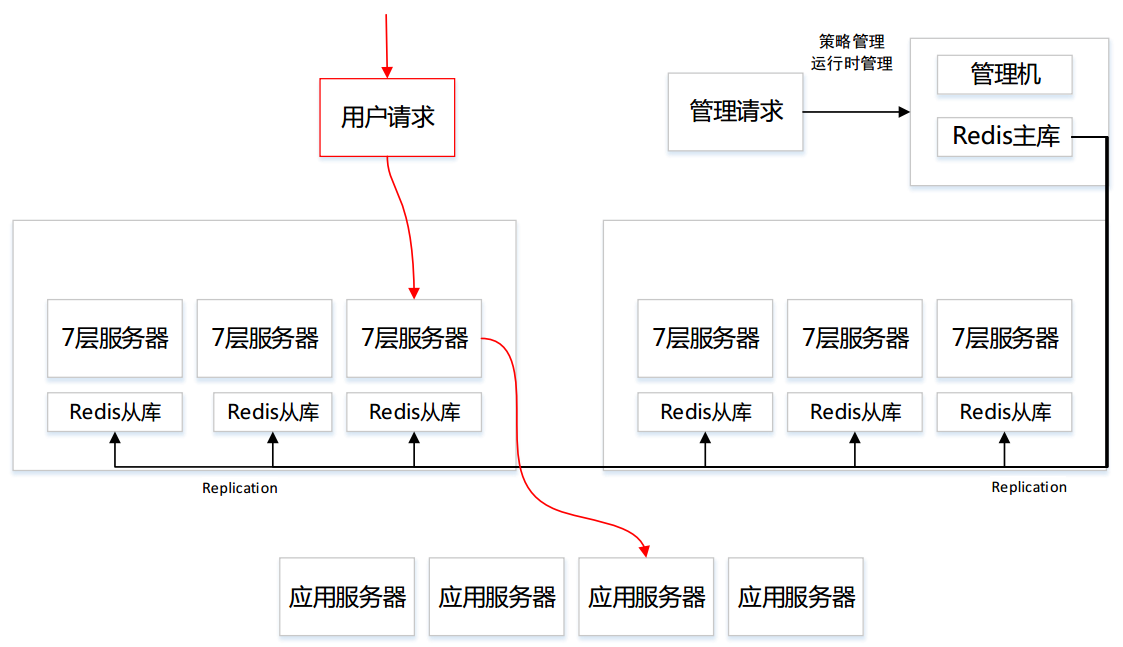 策略管理
运行时管理
管理机
用户请求
管理请求
Redis主库
7层服务器
7层服务器
7层服务器
7层服务器
7层服务器
7层服务器
Redis从库
Redis从库
Redis从库
Redis从库
Redis从库
Redis从库
Replication
Replication
应用服务器
应用服务器
应用服务器
应用服务器